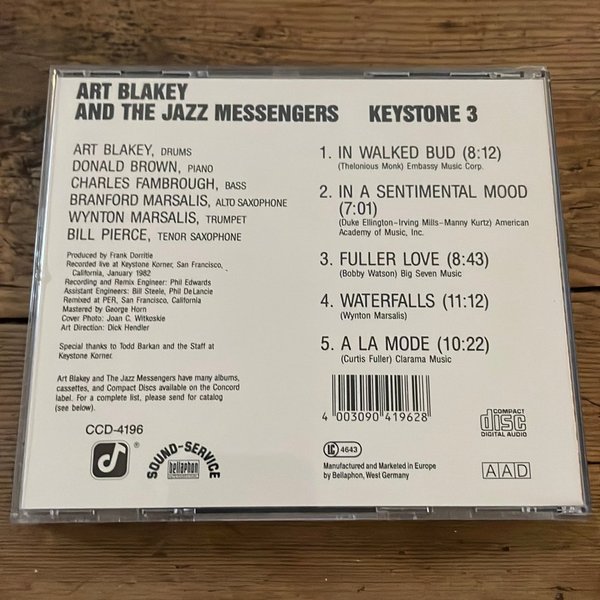 ART BLAKEY
AND THE JAZZ MESSENGERS KEYSTONE 3
ART BLAKEY, DRUMS
DONALD BROWN, PIANO
CHARLES FAMBROUGH, BASS
BRANFORD MARSALIS, ALTO SAXOPHONE
WYNTON MARSALIS, TRUMPET
BILL PIERCE, TENOR SAXOPHONE
Produced by Frank Dorritie
Recorded live at Keystone Korner, San Francisco,
California, January 1982
Recording and Remix Engineer: Phil Edwards
Assistant Engineers: Bill Steele, Phil DeLancie
Remixed at PER, San Francisco, California
Mastered by George Horn
Cover Photo: Joan C. Witkoskie
Art Direction: Dick Hendler
Special thanks to Todd Barkan and the Staff at
Keystone Korner.
Art Blakey and The Jazz Messengers have many albums,
cassettes, and Compact Discs available on the Concord
label. For a complete list, please send for catalog
(see below).
CCD-4196
®
SOUND-SERVICE
bellaphon
1. IN WALKED BUD (8:12)
(Thelonious Monk) Embassy Music Corp.
2. IN A SENTIMENTAL MOOD
(7:01)
(Duke Ellington-Irving Mills-Manny Kurtz) American
Academy of Music, Inc.
3. FULLER LOVE (8:43)
(Bobby Watson) Big Seven Music
4. WATERFALLS (11:12)
(Wynton Marsalis)
5. A LA MODE (10:22)
(Curtis Fuller) Clarama Music
4 003090 419628
COMPACT
disc
DIGITAL AUDIO
LC 4643
Manufactured and Marketed in Europe
by Bellaphon, West Germany
AAD